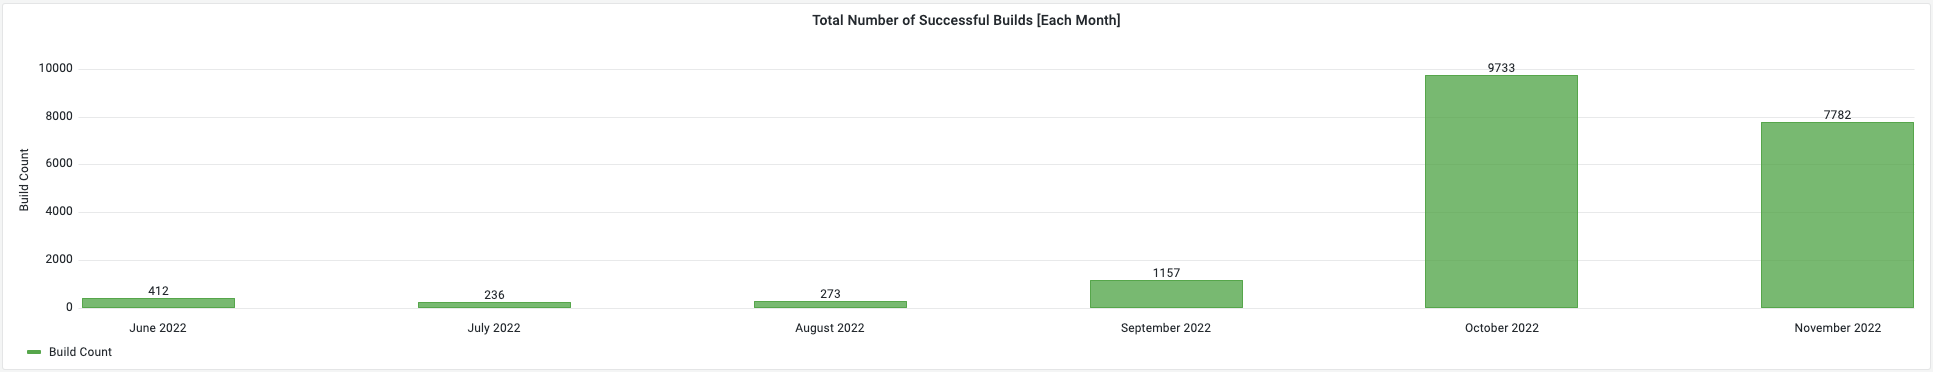 Total Number of Successful Builds [Each Month]
Build Count
10000
8000
6000
4000
2000
0
412
236
273
1157
9733
7782
June 2022
July 2022
August 2022
September 2022
October 2022
November 2022
Build Count